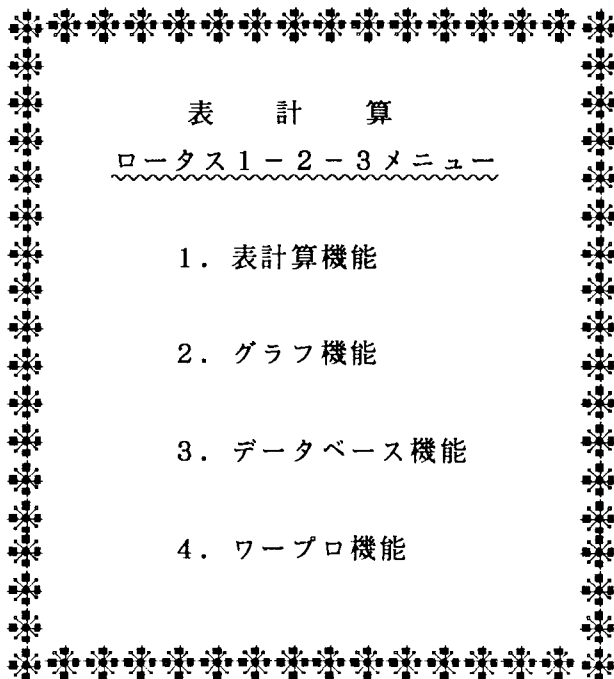 表 計 算
ロータス1-2-3メニュー
1. 表計算機能
2. グラフ機能
3. データベース機能
4. ワープロ機能